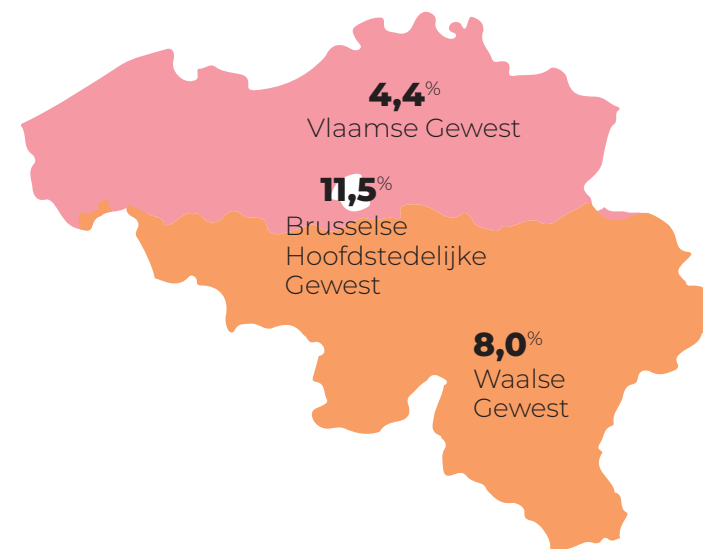 4,4%
Vlaamse Gewest
11,5%
Brusselse
Hoofdstedelijke
Gewest
8,0%
Waalse
Gewest